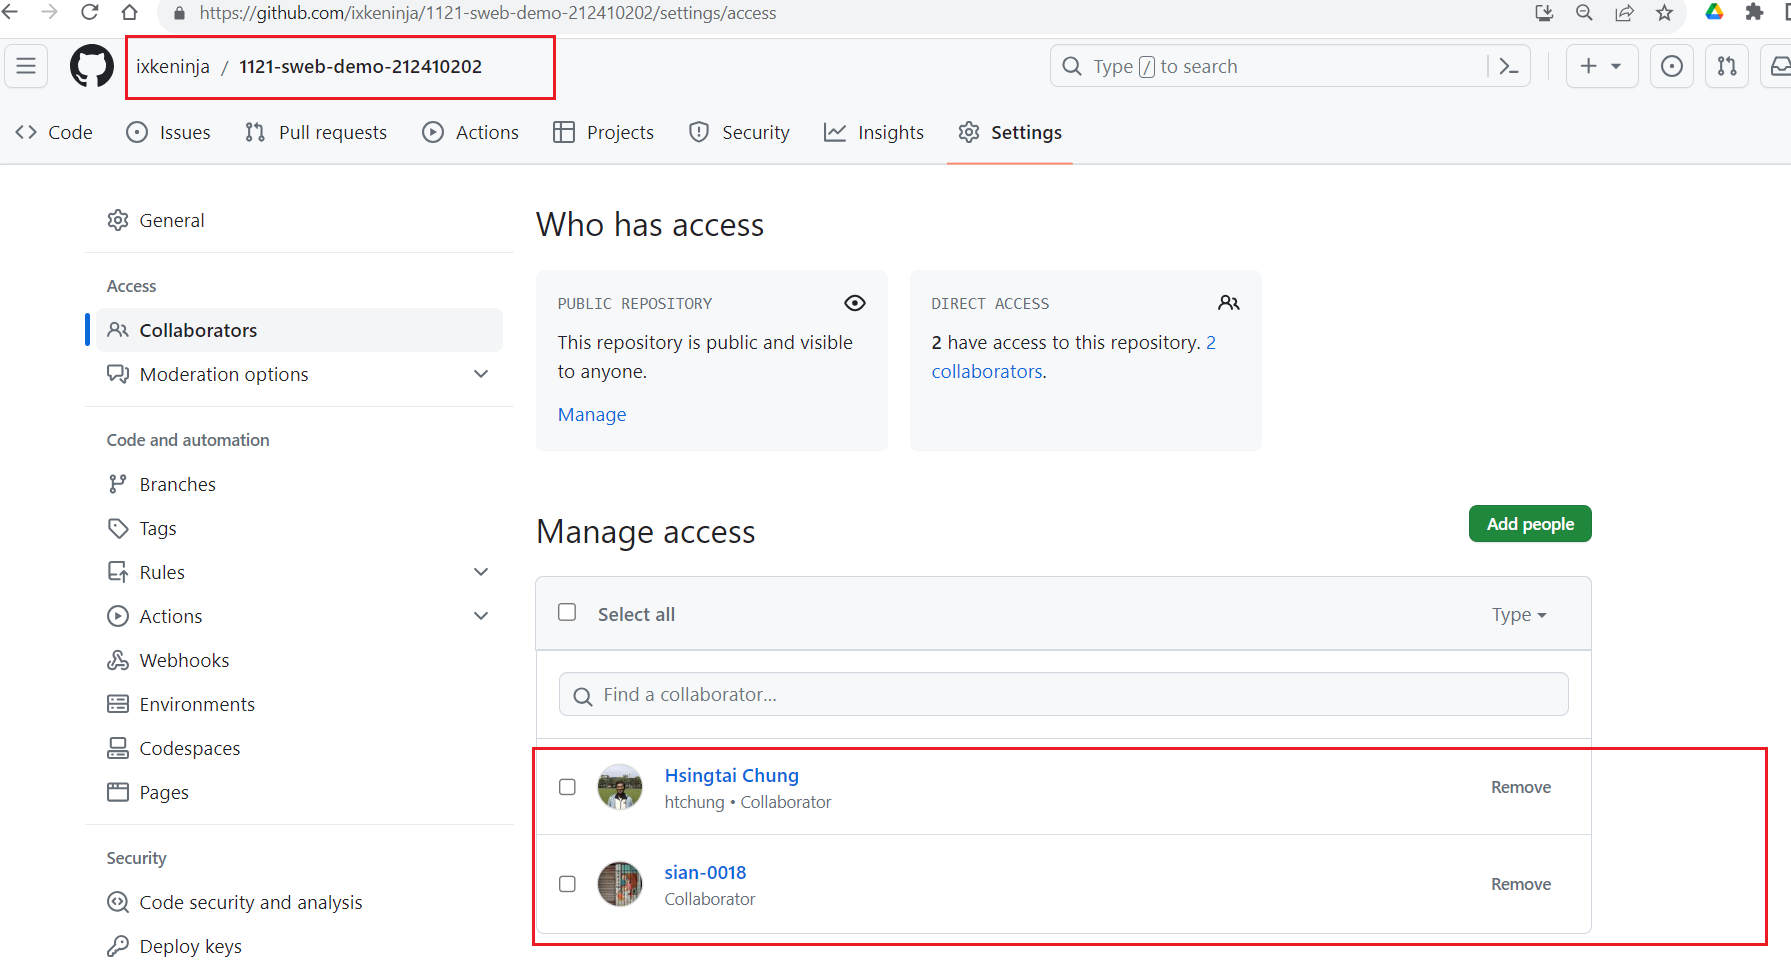 https://github.com/ixkeninja/1121-sweb-demo-212410202/settings/access
ixkeninja / 1121-sweb-demo-212410202
Type / to search
Code
Issues
Pull requests
Actions
Projects
Security
Insights
Settings
General
Access
Collaborators
Moderation options
Code and automation
Branches
Tags
Rules
Actions
Webhooks
Environments
Codespaces
Pages
Security
Code security and analysis
Deploy keys
Who has access
PUBLIC REPOSITORY
This repository is public and visible
to anyone.
Manage
DIRECT ACCESS
2 have access to this repository. 2
collaborators.
Manage access
Add people
Select all
Type
Find a collaborator...
Hsingtai Chung
htchung • Collaborator
Remove
sian-0018
Collaborator
Remove